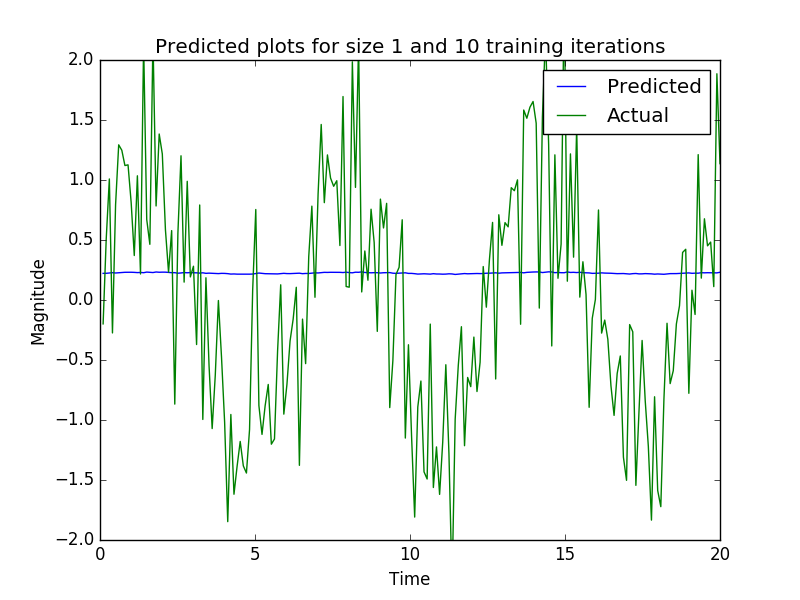 Predicted plots for size 1 and 10 training iterations
Predicted
Actual
2.0
1.5
1.0
0.5
0.0
−0.5
−1.0
−1.5
−2.0
Magnitude
0 5 10 15 20
Time